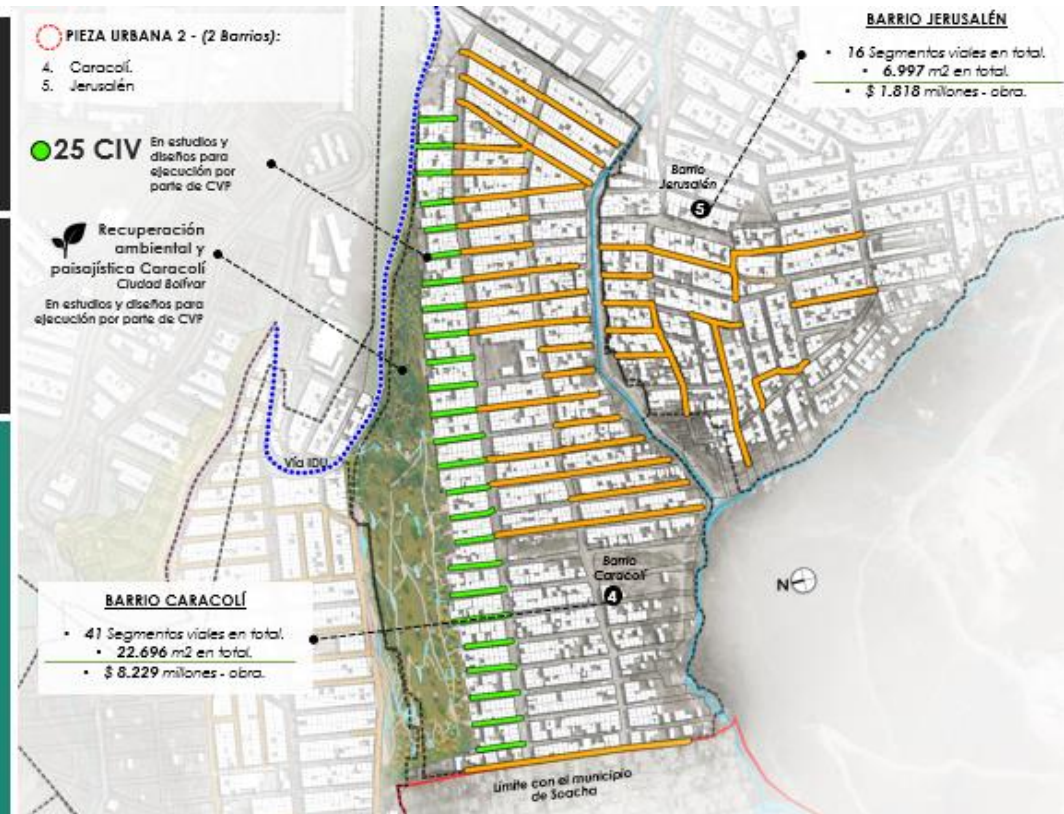 PIEZA URBANA 2 - (2 Barrios):
4. Caracolí.
5. Jerusalén
25 CIV
En estudios y
diseños para
ejecución por
parte de CVP
Recuperación
ambiental y
paisajística Caracolí
Ciudad Bolívar
En estudios y diseños para
ejecución por parte de CVP
BARRIO JERUSALÉN
• 16 Segmentos viales en total.
• 6.997 m2 en total.
• $ 1.818 millones - obra.
Barrio
Jerusalén
5
Vía IDU
BARRIO CARACOLÍ
• 41 Segmentos viales en total.
• 22.696 m2 en total.
• $ 8.229 millones - obra.
Barrio
Caracolí
4
N
Límite con el municipio
de Soacha